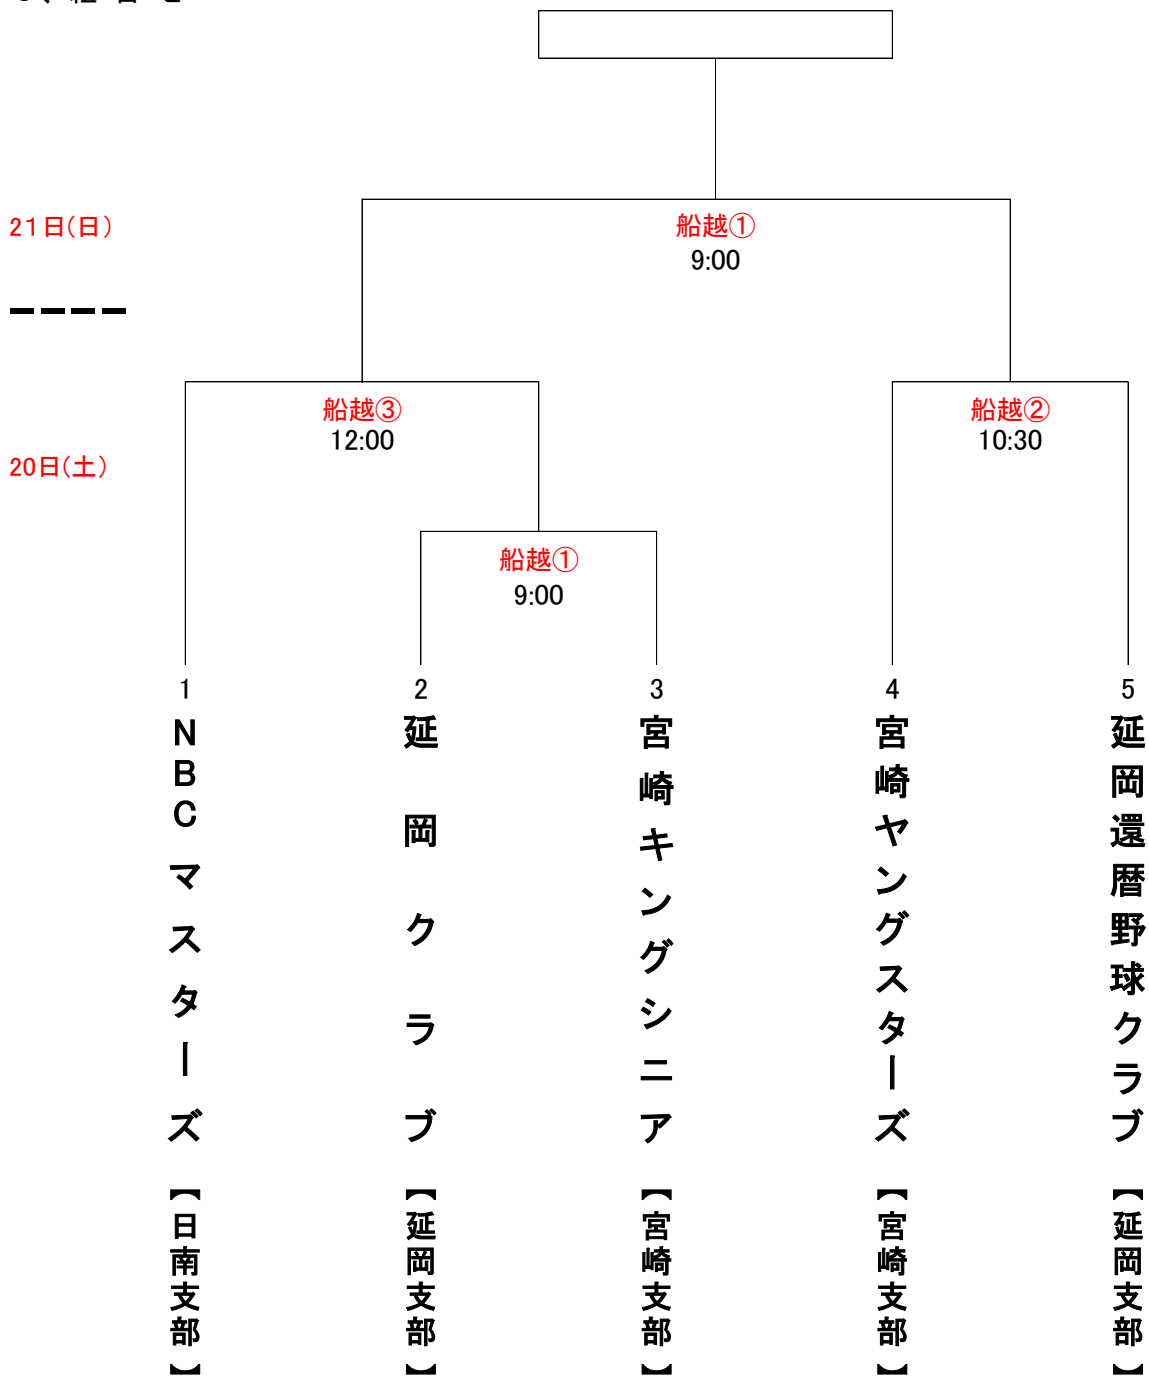 21日(日)
船越①
9:00
船越③
12:00
船越②
10:30
20日(土)
船越①
9:00
1
2
3
4
5
NBCマスターズ【日南支部】
延岡クラブ【延岡支部】
宮崎キングシニア【宮崎支部】
宮崎ヤングスターズ【宮崎支部】
延岡還暦野球クラブ【延岡支部】